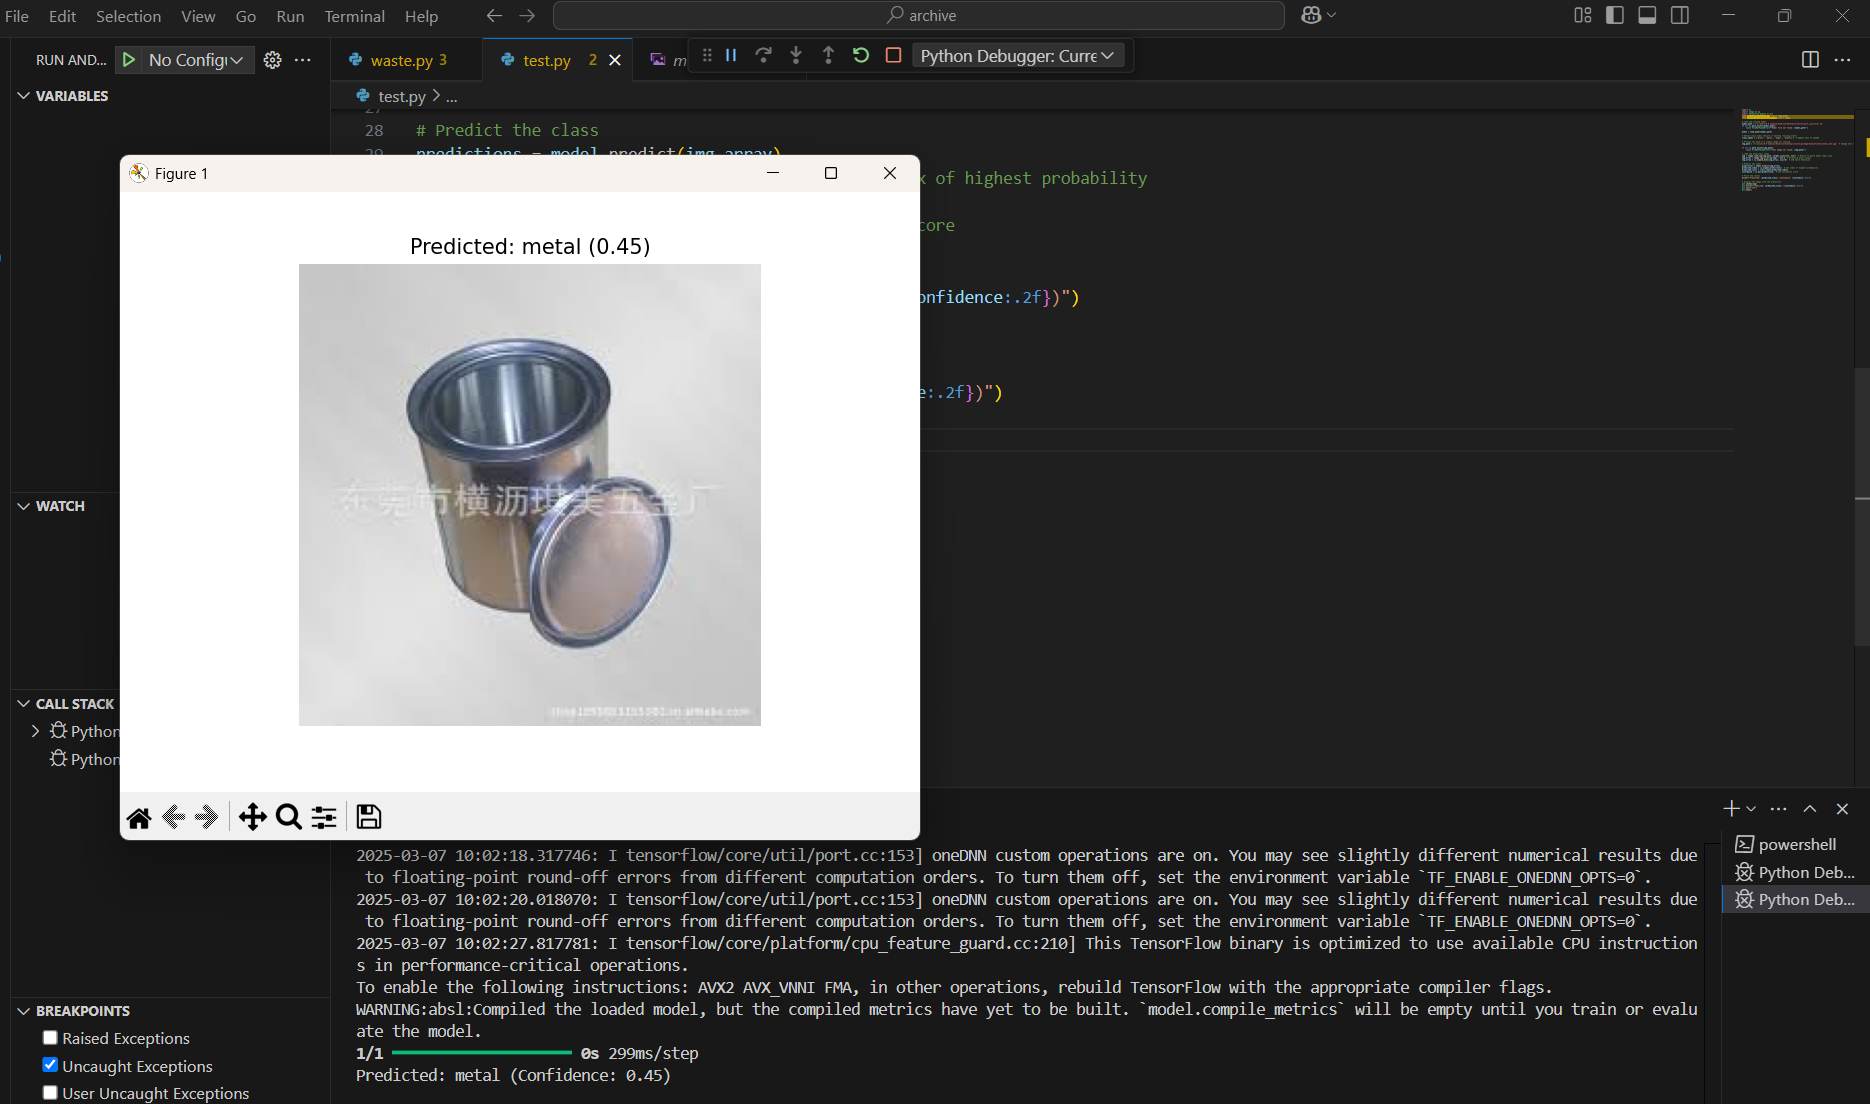 File Edit Selection View Go Run Terminal Help
archive
RUN AND...
No Config
waste.py 3
test.py 2
Python Debugger: Curre
VARIABLES
test.py > ...
28 # Predict the class
29 predictions = model.predict(img_array)
Figure 1
of highest probability
core
Predicted: metal (0.45)
onfidence:.2f})")
e:.2f})")
东莞市横沥琪美五金厂
WATCH
CALL STACK
Python
Python
powershell
Python Deb...
Python Deb...
2025-03-07 10:02:18.317746: I tensorflow/core/util/port.cc:153] oneDNN custom operations are on. You may see slightly different numerical results due
to floating-point round-off errors from different computation orders. To turn them off, set the environment variable `TF_ENABLE_ONEDNN_OPTS=0`.
2025-03-07 10:02:20.018070: I tensorflow/core/util/port.cc:153] oneDNN custom operations are on. You may see slightly different numerical results due
to floating-point round-off errors from different computation orders. To turn them off, set the environment variable `TF_ENABLE_ONEDNN_OPTS=0`.
2025-03-07 10:02:27.817781: I tensorflow/core/platform/cpu_feature_guard.cc:210] This TensorFlow binary is optimized to use available CPU instruction
s in performance-critical operations.
To enable the following instructions: AVX2 AVX_VNNI FMA, in other operations, rebuild TensorFlow with the appropriate compiler flags.
WARNING:absl:Compiled the loaded model, but the compiled metrics have yet to be built. `model.compile_metrics` will be empty until you train or evalu
ate the model.
1/1 0s 299ms/step
Predicted: metal (Confidence: 0.45)
BREAKPOINTS
Raised Exceptions
Uncaught Exceptions
User Uncaught Exceptions